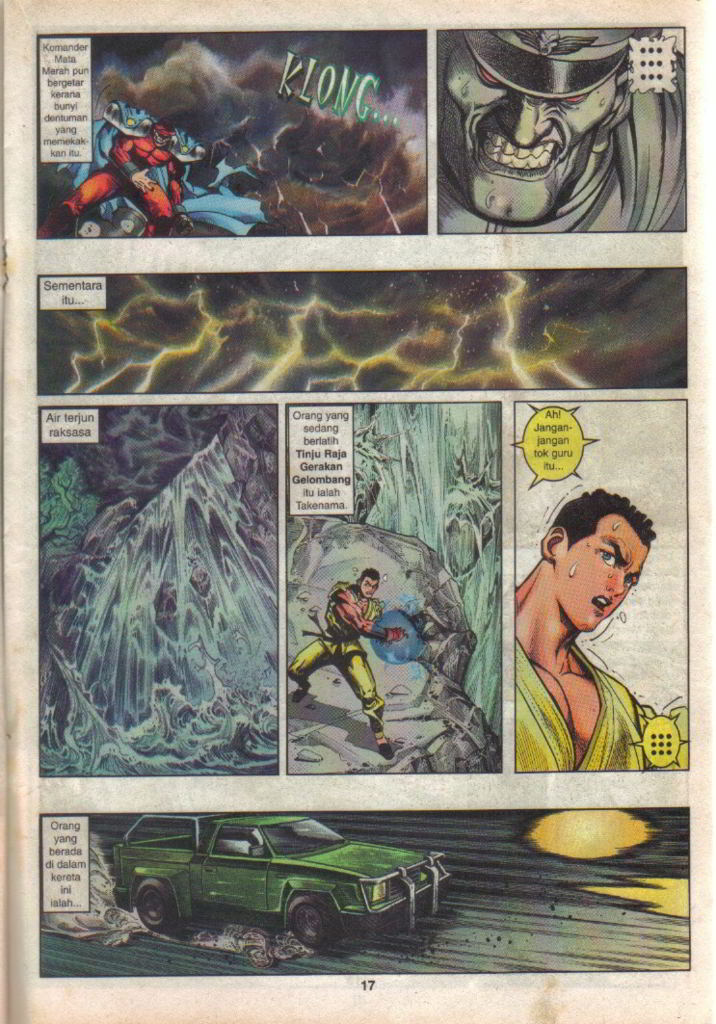 Komander
Mata
Merah pun
bergetar
kerana
bunyi
dentuman
yang
memekak-
kan itu.
KLONG...
Sementara
itu...
Air terjun
raksasa
Orang yang
sedang
berlatih
Tinju Raja
Gerakan
Gelombang
itu ialah
Takenama.
Ah!
Jangan-
jangan
tok guru
itu...
Orang
yang
berada
di dalam
kereta
ini
ialah...
17